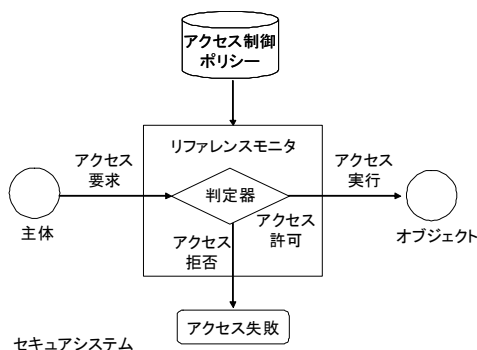 アクセス制御
ポリシー
リファレンスモニタ
アクセス
要求
判定器
アクセス
実行
主体
アクセス
許可
アクセス
拒否
オブジェクト
アクセス失敗
セキュアシステム